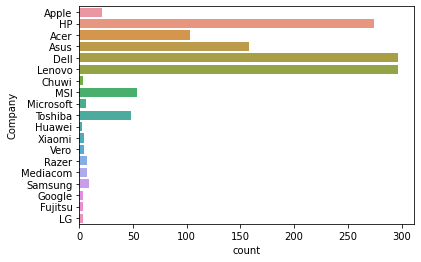 Apple
HP
Acer
Asus
Dell
Lenovo
Chuwi
MSI
Microsoft
Toshiba
Huawei
Xiaomi
Vero
Razer
Mediacom
Samsung
Google
Fujitsu
LG
Company
0 50 100 150 200 250 300
count